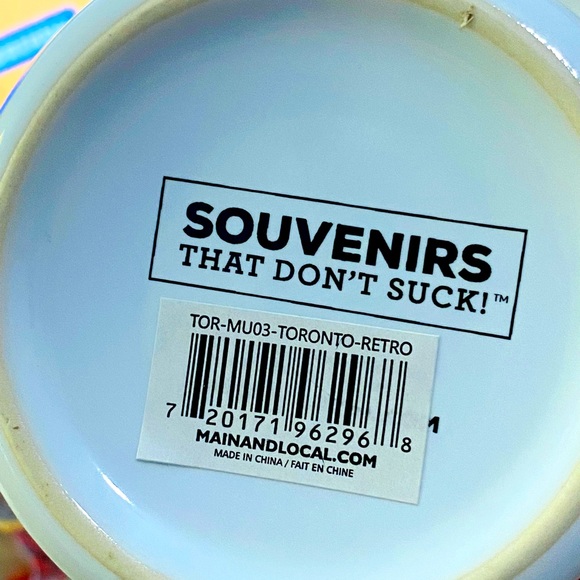 SOUVENIRS
THAT DON'T SUCK!™
TOR-MU03-TORONTO-RETRO
7 20171 96296 8
MAINANDLOCAL.COM
MADE IN CHINA / FAIT EN CHINE